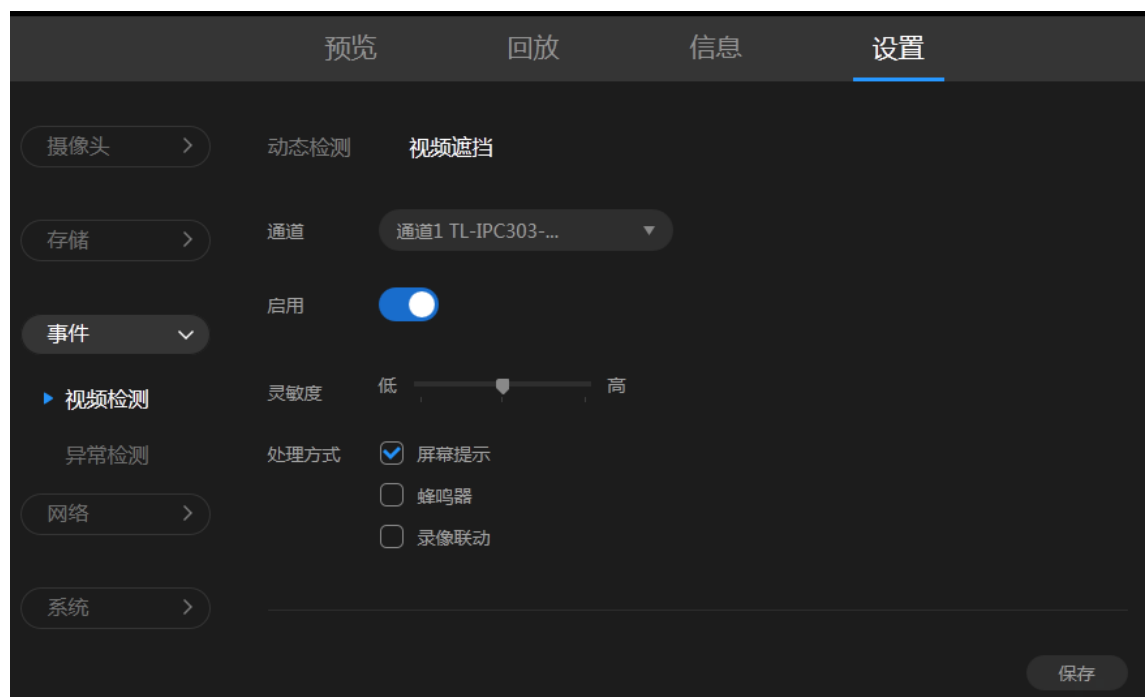 预览 回放 信息 设置
摄像头
动态检测 视频遮挡
存储
通道 通道1 TL-IPC303-...
启用
事件
灵敏度 低 高
视频检测
异常检测
处理方式 屏幕提示
蜂鸣器
网络
录像联动
系统
保存